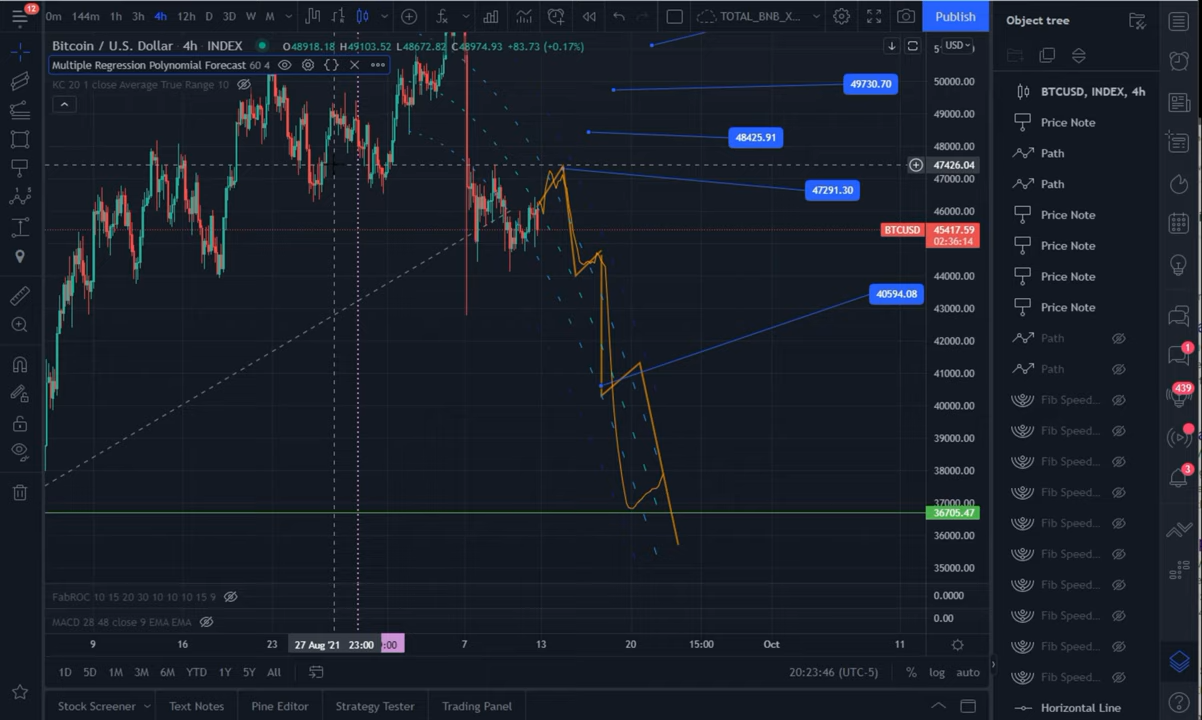 12
0m 144m 1h 3h 4h 12h D 3D W M
TOTAL_BNB_X...
Publish
Object tree
Bitcoin / U.S. Dollar · 4h · INDEX O48918.18 H49103.52 L48672.82 C48974.93 +83.73 (+0.17%)
USD
Multiple Regression Polynomial Forecast 60 4
KC 20 1 close Average True Range 10
50000.00
49000.00
48000.00
47426.04
47000.00
46000.00
BTCUSD 45417.59
02:36:14
44000.00
43000.00
42000.00
41000.00
40000.00
39000.00
38000.00
37000.00
36705.47
36000.00
35000.00
49730.70
48425.91
47291.30
40594.08
FabROC 10 15 20 30 10 10 10 15 9
0.0000
MACD 28 48 close 9 EMA EMA
0.00
9 16 23 27 Aug '21 23:00 7 13 20 15:00 Oct 11
1D 5D 1M 3M 6M YTD 1Y 5Y All
20:23:46 (UTC-5) % log auto
Stock Screener Text Notes Pine Editor Strategy Tester Trading Panel
BTCUSD, INDEX, 4h
Price Note
Path
Path
Price Note
Price Note
Price Note
Price Note
Path
Path
Fib Speed...
Fib Speed...
Fib Speed...
Fib Speed...
Fib Speed...
Fib Speed...
Fib Speed...
Fib Speed...
Fib Speed...
Fib Speed...
Horizontal Line
1
439
3